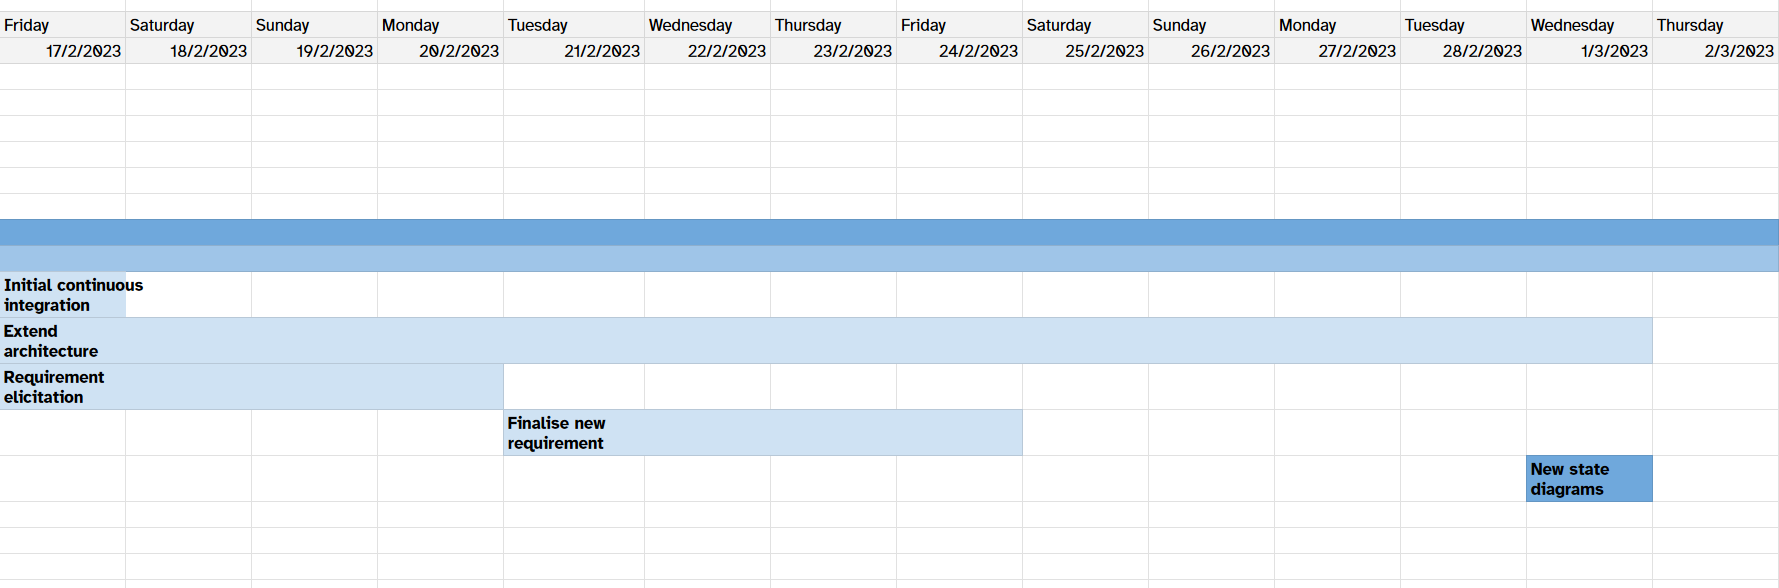 Friday Saturday Sunday Monday Tuesday Wednesday Thursday Friday Saturday Sunday Monday Tuesday Wednesday Thursday
17/2/2023 18/2/2023 19/2/2023 20/2/2023 21/2/2023 22/2/2023 23/2/2023 24/2/2023 25/2/2023 26/2/2023 27/2/2023 28/2/2023 1/3/2023 2/3/2023
Initial continuous
integration
Extend
architecture
Requirement
elicitation
Finalise new
requirement
New state
diagrams